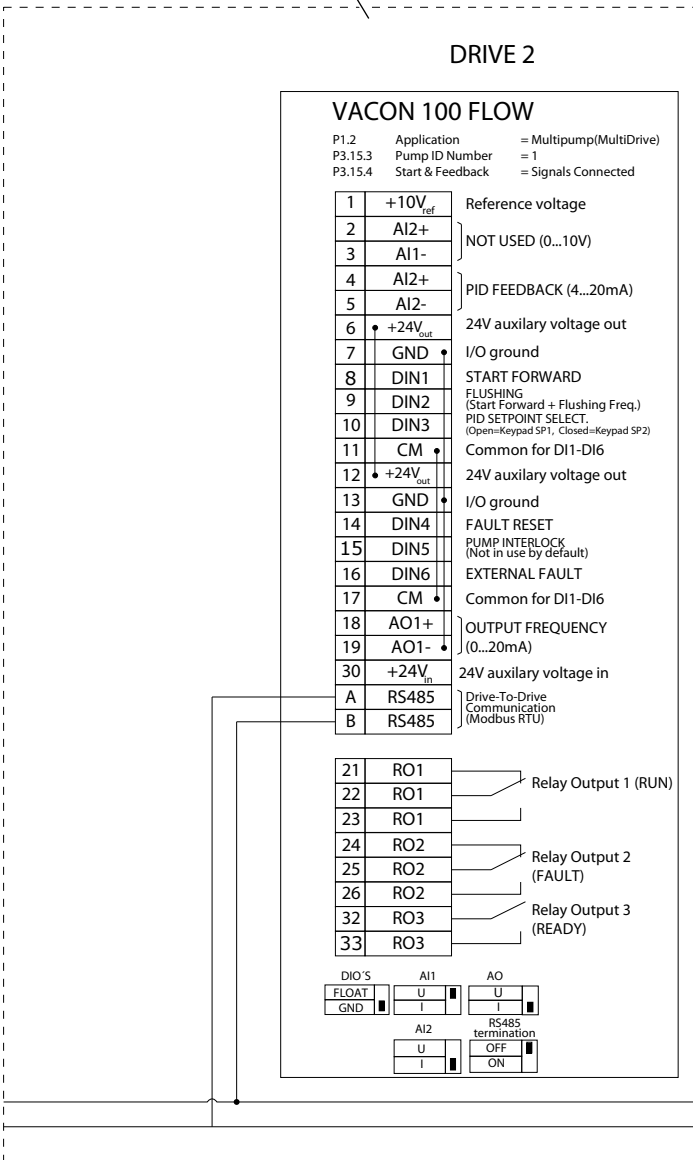 DRIVE 2
VACON 100 FLOW
P1.2 Application = Multipump(MultiDrive)
P3.15.3 Pump ID Number = 1
P3.15.4 Start & Feedback = Signals Connected
1 +10Vref Reference voltage
2 AI2+
NOT USED (0...10V)
3 AI1-
4 AI2+
PID FEEDBACK (4...20mA)
5 AI2-
6 +24Vout 24V auxilary voltage out
7 GND I/O ground
8 DIN1 START FORWARD
9 DIN2 FLUSHING
(Start Forward + Flushing Freq.)
10 DIN3 PID SETPOINT SELECT.
(Open=Keypad SP1, Closed=Keypad SP2)
11 CM Common for DI1-DI6
12 +24Vout 24V auxilary voltage out
13 GND I/O ground
14 DIN4 FAULT RESET
15 DIN5 PUMP INTERLOCK
(Not in use by default)
16 DIN6 EXTERNAL FAULT
17 CM Common for DI1-DI6
18 AO1+ OUTPUT FREQUENCY
19 AO1- (0...20mA)
30 +24Vin 24V auxilary voltage in
A RS485 Drive-To-Drive
Communication
B RS485 (Modbus RTU)
21 RO1
Relay Output 1 (RUN)
22 RO1
23 RO1
24 RO2
Relay Output 2
25 RO2
(FAULT)
26 RO2
32 RO3 Relay Output 3
(READY)
33 RO3
DIO´S AI1 AO
FLOAT U U
GND I I
AI2 RS485
termination
U OFF
I ON